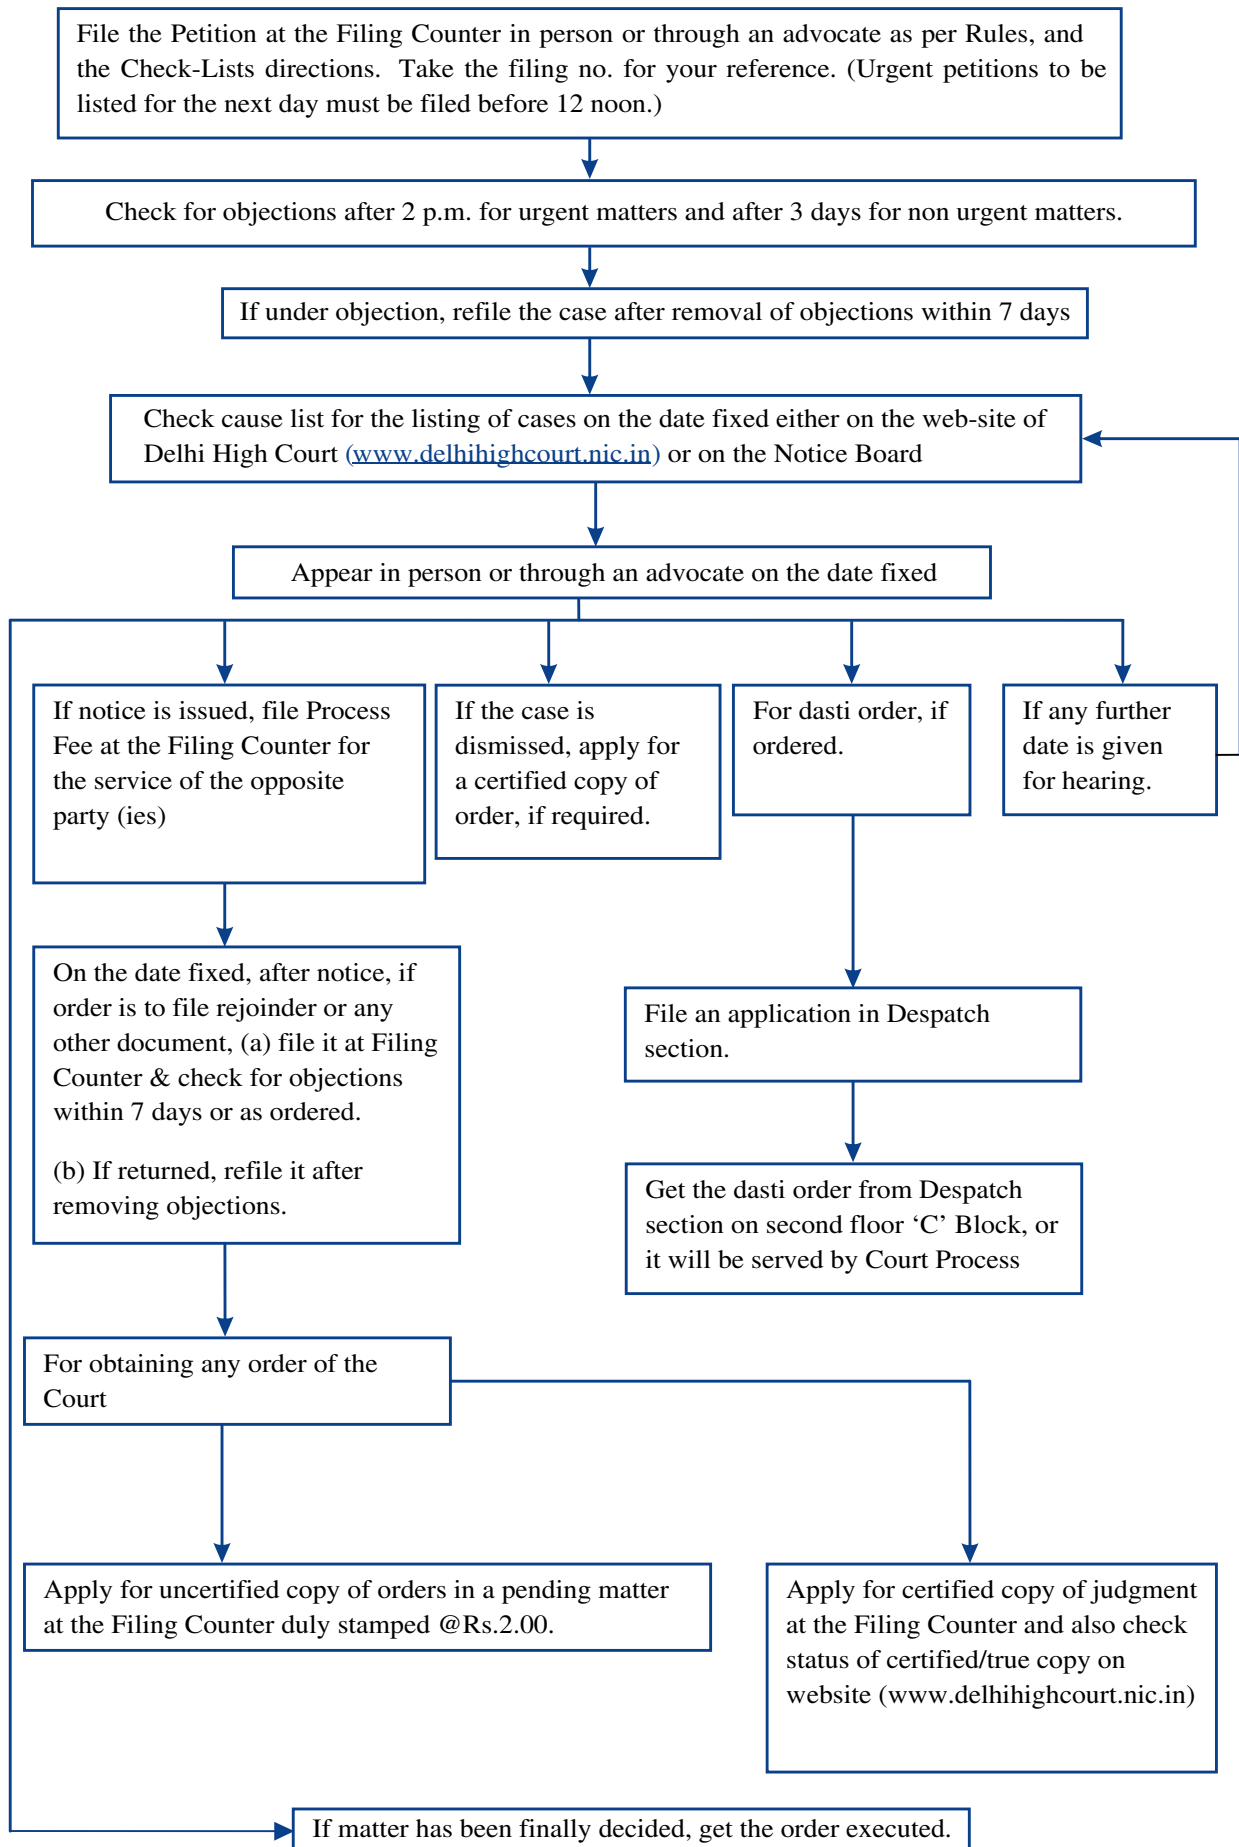 File the Petition at the Filing Counter in person or through an advocate as per Rules, and
the Check-Lists directions. Take the filing no. for your reference. (Urgent petitions to be
listed for the next day must be filed before 12 noon.)
Check for objections after 2 p.m. for urgent matters and after 3 days for non urgent matters.
If under objection, refile the case after removal of objections within 7 days
Check cause list for the listing of cases on the date fixed either on the web-site of
Delhi High Court (www.delhihighcourt.nic.in) or on the Notice Board
Appear in person or through an advocate on the date fixed
If notice is issued, file Process
Fee at the Filing Counter for
the service of the opposite
party (ies)
If the case is
dismissed, apply for
a certified copy of
order, if required.
For dasti order, if
ordered.
If any further
date is given
for hearing.
On the date fixed, after notice, if
order is to file rejoinder or any
other document, (a) file it at Filing
Counter & check for objections
within 7 days or as ordered.
(b) If returned, refile it after
removing objections.
File an application in Despatch
section.
Get the dasti order from Despatch
section on second floor ‘C’ Block, or
it will be served by Court Process
For obtaining any order of the
Court
Apply for uncertified copy of orders in a pending matter
at the Filing Counter duly stamped @Rs.2.00.
Apply for certified copy of judgment
at the Filing Counter and also check
status of certified/true copy on
website (www.delhihighcourt.nic.in)
If matter has been finally decided, get the order executed.